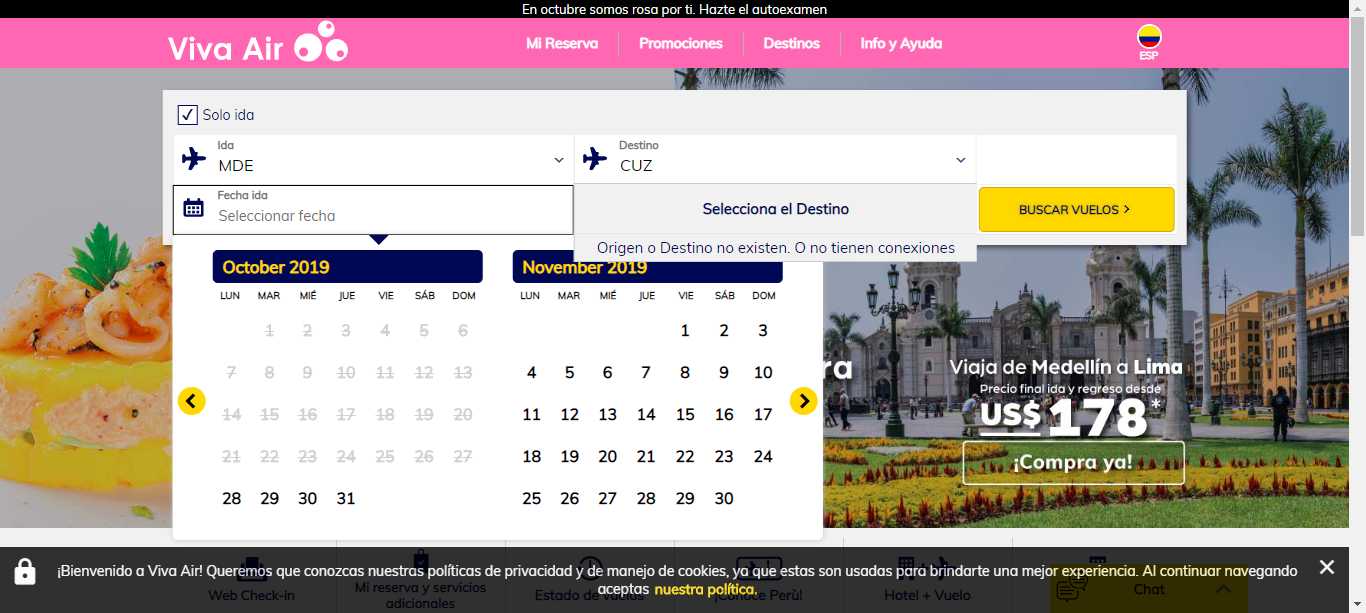 En octubre somos rosa por ti. Hazte el autoexamen
Viva Air
Mi Reserva
Promociones
Destinos
Info y Ayuda
ESP
Solo ida
Ida
MDE
Destino
CUZ
Fecha ida
Seleccionar fecha
Selecciona el Destino
BUSCAR VUELOS
Origen o Destino no existen. O no tienen conexiones
October 2019
LUN MAR MIÉ JUE VIE SÁB DOM
1 2 3 4 5 6
7 8 9 10 11 12 13
14 15 16 17 18 19 20
21 22 23 24 25 26 27
28 29 30 31
November 2019
LUN MAR MIÉ JUE VIE SÁB DOM
1 2 3
4 5 6 7 8 9 10
11 12 13 14 15 16 17
18 19 20 21 22 23 24
25 26 27 28 29 30
ra
Viaja de Medellín a Lima
Precio final ida y regreso desde
US$ 178*
¡Compra ya!
¡Bienvenido a Viva Air! Queremos que conozcas nuestras políticas de privacidad y de manejo de cookies, ya que estas son usadas para brindarte una mejor experiencia. Al continuar navegando
aceptas nuestra política.
Web Check-in
Mi reserva y servicios
adicionales
Estado de vuelos
¡Conoce Perù!
Hotel + Vuelo
Chat